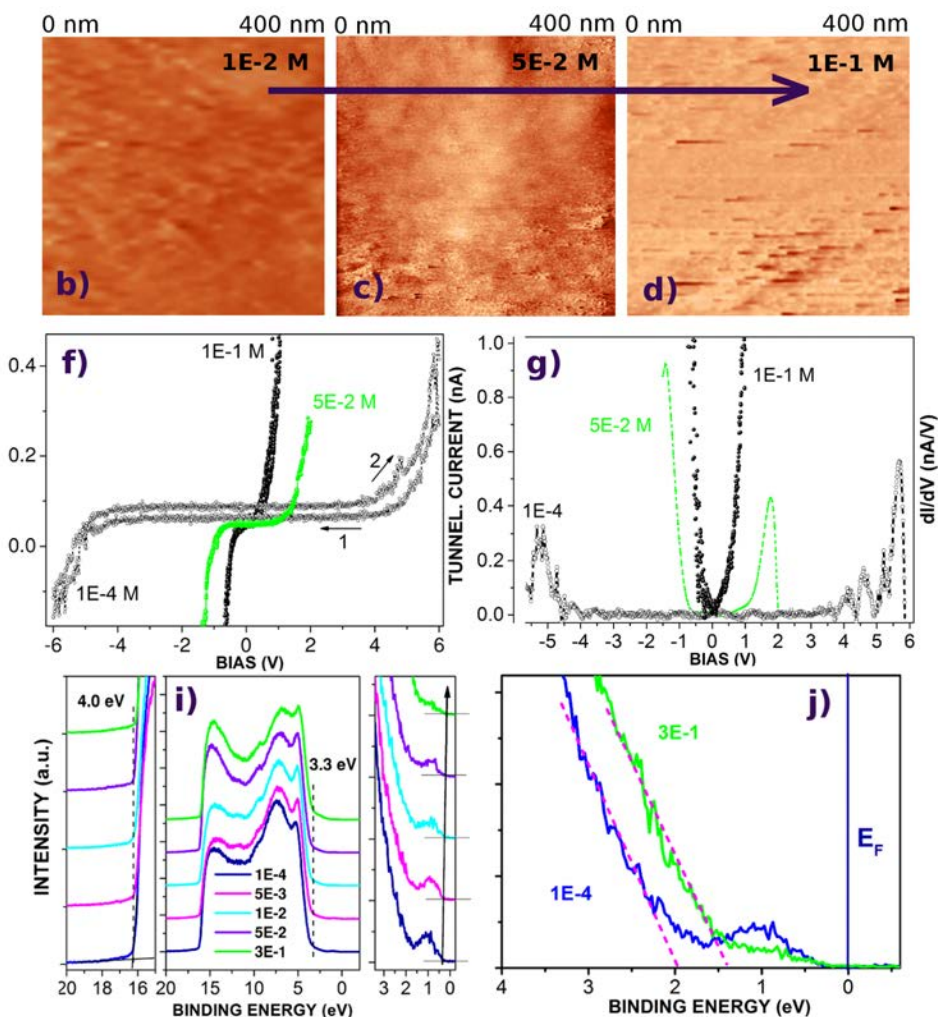 0 nm 400 nm 0 nm 400 nm 0 nm 400 nm
1E-2 M 5E-2 M 1E-1 M
b) c) d)
f) 1E-1 M
5E-2 M
2
1
1E-4 M
0.4
0.2
0.0
-6 -4 -2 0 2 4 6
BIAS (V)
TUNNEL. CURRENT (nA)
g)
1E-1 M
5E-2 M
1E-4
1.0
0.8
0.6
0.4
0.2
0.0
-5 -4 -3 -2 -1 0 1 2 3 4 5 6
BIAS (V)
dI/dV (nA/V)
INTENSITY (a.u.)
4.0 eV
i)
3.3 eV
1E-4
5E-3
1E-2
5E-2
3E-1
20 18 16 20 15 10 5 0 3 2 1 0
BINDING ENERGY (eV)
j)
3E-1
1E-4
E_F
4 3 2 1 0
BINDING ENERGY (eV)